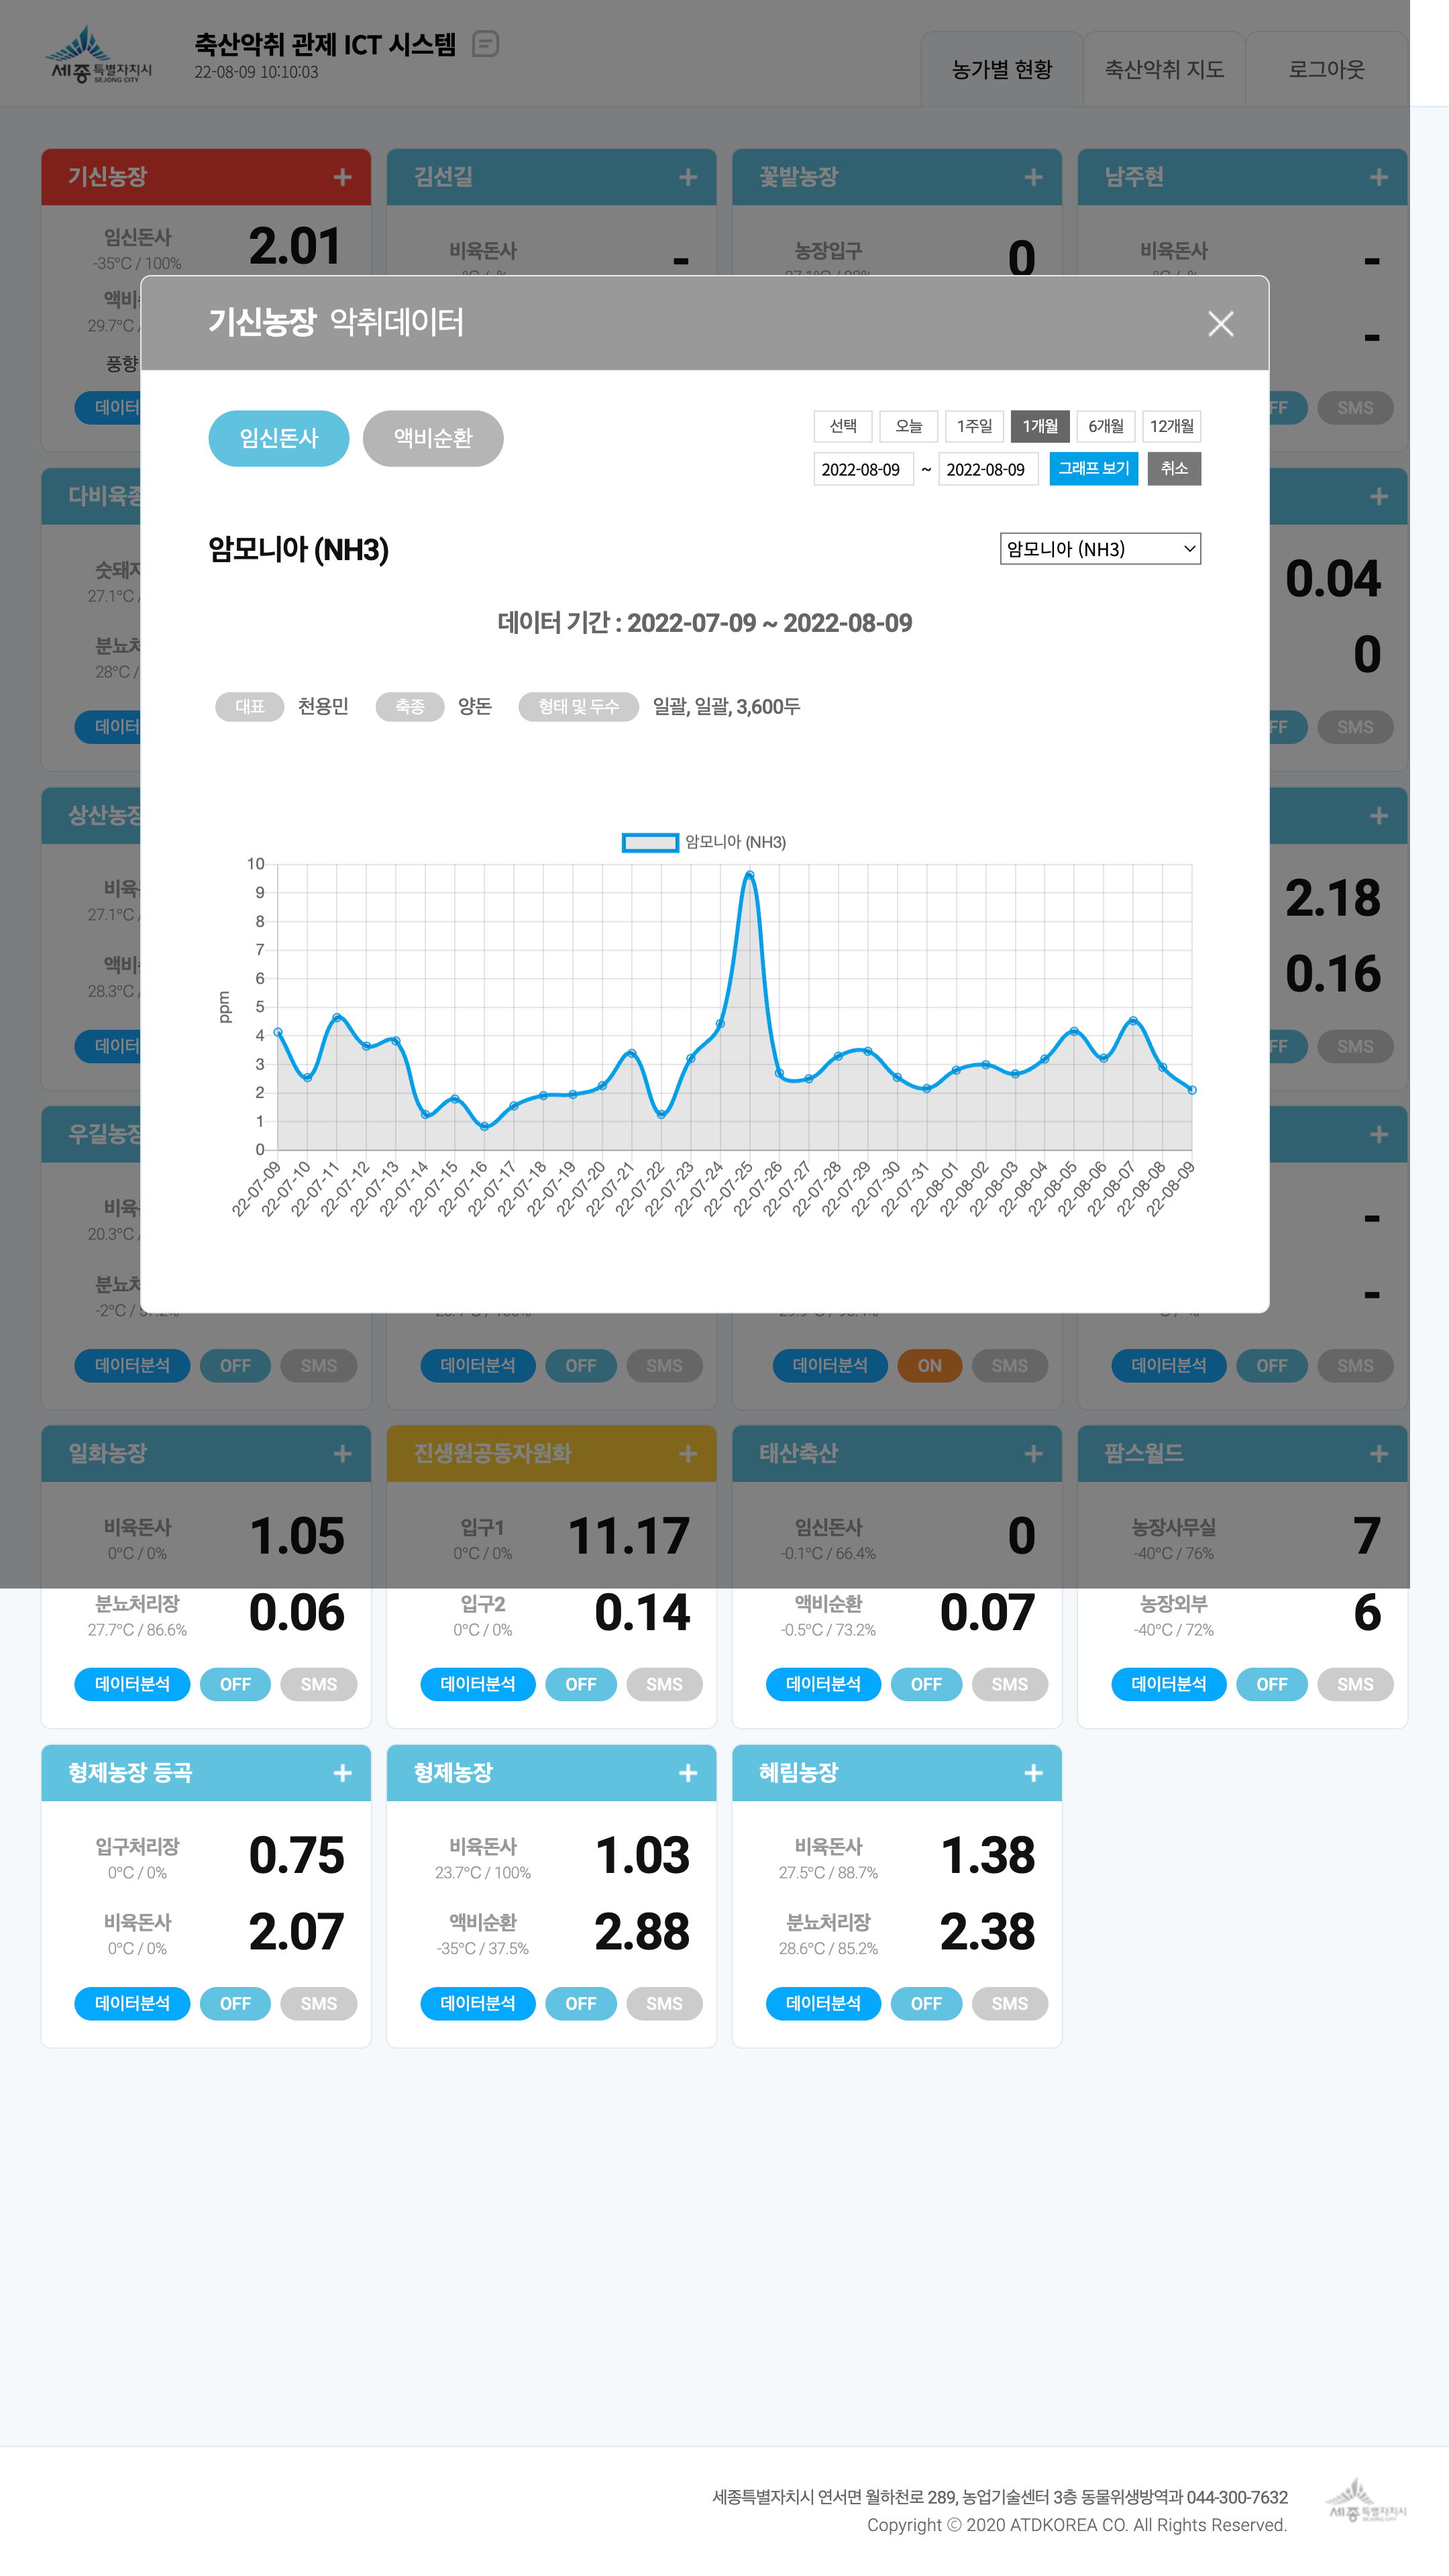 세종특별자치시
SEJONG CITY
축산악취 관제 ICT 시스템
22-08-09 10:10:03
농가별 현황
축산악취 지도
로그아웃
기신농장
임신돈사
-35°C / 100%
2.01
액비
29.7°C /
풍향
데이터
김선길
비육돈사
-
꽃밭농장
농장입구
0
남주현
비육돈사
-
-
FF
SMS
기신농장 악취데이터
임신돈사
액비순환
선택 오늘 1주일 1개월 6개월 12개월
2022-08-09 ~ 2022-08-09 그래프 보기 취소
암모니아 (NH3)
암모니아 (NH3)
데이터 기간 : 2022-07-09 ~ 2022-08-09
대표 천용민 축종 양돈 형태 및 두수 일괄, 일괄, 3,600두
암모니아 (NH3)
ppm
10
9
8
7
6
5
4
3
2
1
0
22-07-09
22-07-10
22-07-11
22-07-12
22-07-13
22-07-14
22-07-15
22-07-16
22-07-17
22-07-18
22-07-19
22-07-20
22-07-21
22-07-22
22-07-23
22-07-24
22-07-25
22-07-26
22-07-27
22-07-28
22-07-29
22-07-30
22-07-31
22-08-01
22-08-02
22-08-03
22-08-04
22-08-05
22-08-06
22-08-07
22-08-08
22-08-09
다비육종
숫돼지
27.1°C /
분뇨처
28°C /
데이터
0.04
0
FF
SMS
상산농장
비육
27.1°C /
액비
28.3°C /
데이터
2.18
0.16
FF
SMS
우길농장
비육
20.3°C /
분뇨처
-2°C /
-
-
데이터분석 OFF SMS
데이터분석 OFF SMS
데이터분석 ON SMS
데이터분석 OFF SMS
일화농장
비육돈사
0°C / 0%
1.05
분뇨처리장
27.7°C / 86.6%
0.06
데이터분석 OFF SMS
진생원공동자원화
입구1
0°C / 0%
11.17
입구2
0°C / 0%
0.14
데이터분석 OFF SMS
태산축산
임신돈사
-0.1°C / 66.4%
0
액비순환
-0.5°C / 73.2%
0.07
데이터분석 OFF SMS
팜스월드
농장사무실
-40°C / 76%
7
농장외부
-40°C / 72%
6
데이터분석 OFF SMS
형제농장 등곡
입구처리장
0°C / 0%
0.75
비육돈사
0°C / 0%
2.07
데이터분석 OFF SMS
형제농장
비육돈사
23.7°C / 100%
1.03
액비순환
-35°C / 37.5%
2.88
데이터분석 OFF SMS
혜림농장
비육돈사
27.5°C / 88.7%
1.38
분뇨처리장
28.6°C / 85.2%
2.38
데이터분석 OFF SMS
세종특별자치시 연서면 월하천로 289, 농업기술센터 3층 동물위생방역과 044-300-7632
Copyright ⓒ 2020 ATDKOREA CO. All Rights Reserved.
세종특별자치시
SEJONG CITY